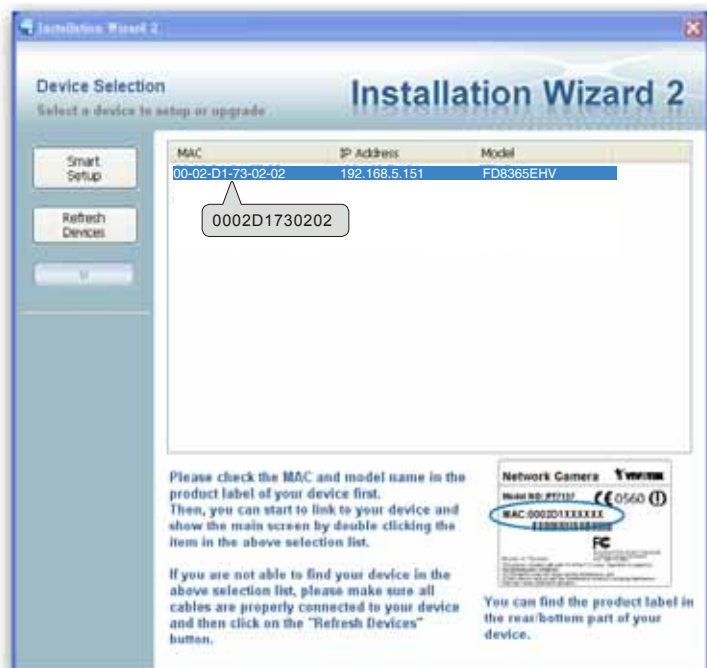 Installation Wizard 2
Device Selection
Select a device to setup or upgrade
Installation Wizard 2
Smart
Setup
Refresh
Devices
MAC IP Address Model
00-02-D1-73-02-02 192.168.5.151 FD8365EHV
0002D1730202
Please check the MAC and model name in the
product label of your device first.
Then, you can start to link to your device and
show the main screen by double clicking the
item in the above selection list.
If you are not able to find your device in the
above selection list, please make sure all
cables are properly connected to your device
and then click on the "Refresh Devices"
button.
Network Camera VIVOTEK
Model NO: PT7137 CE0560
MAC:0002D1XXXXXX
FC
You can find the product label in
the rear/bottom part of your
device.